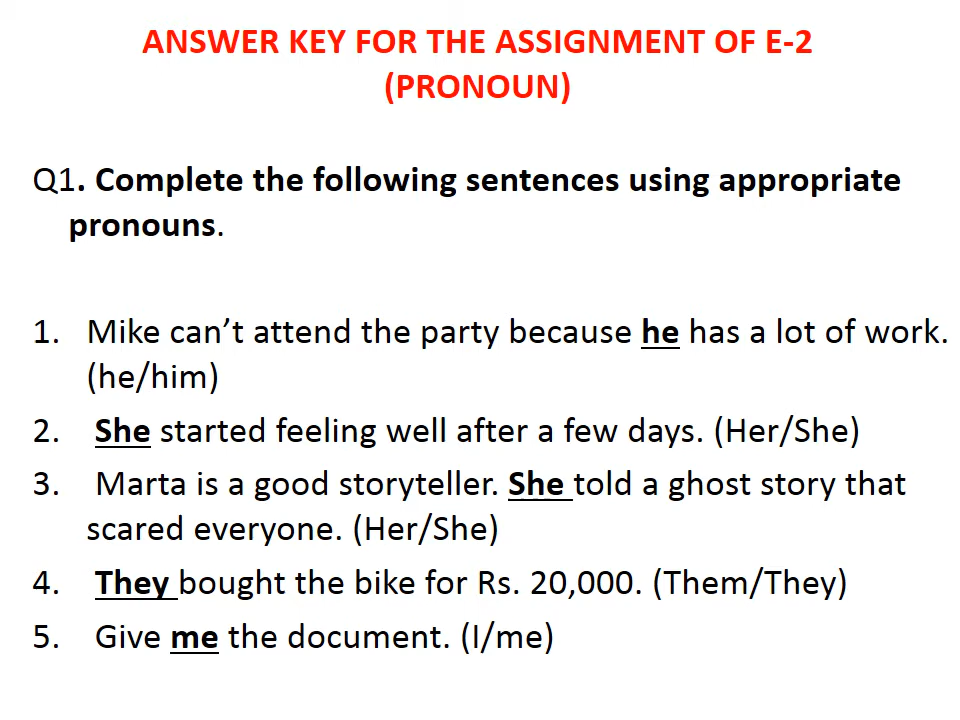 ANSWER KEY FOR THE ASSIGNMENT OF E-2
(PRONOUN)
Q1. Complete the following sentences using appropriate
pronouns.
1. Mike can’t attend the party because he has a lot of work.
(he/him)
2. She started feeling well after a few days. (Her/She)
3. Marta is a good storyteller. She told a ghost story that
scared everyone. (Her/She)
4. They bought the bike for Rs. 20,000. (Them/They)
5. Give me the document. (I/me)